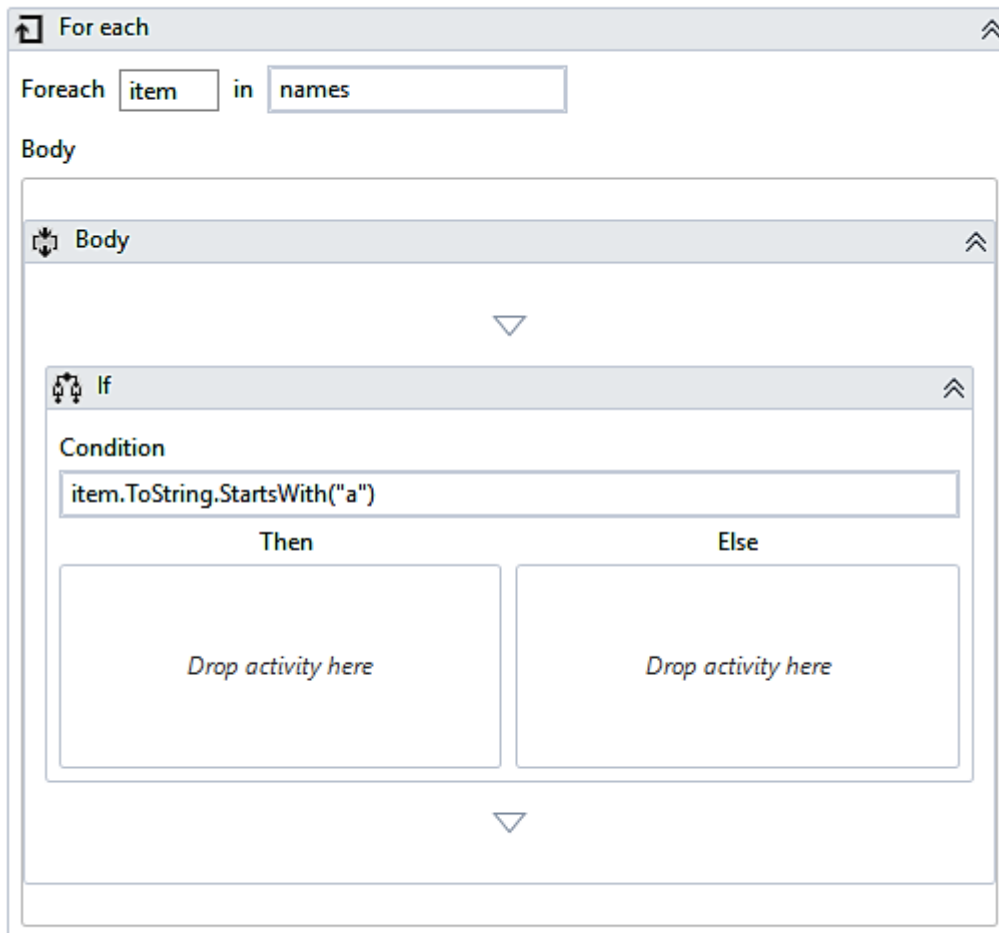 For each
Foreach item in names
Body
Body
If
Condition
item.ToString.StartsWith("a")
Then Else
Drop activity here Drop activity here